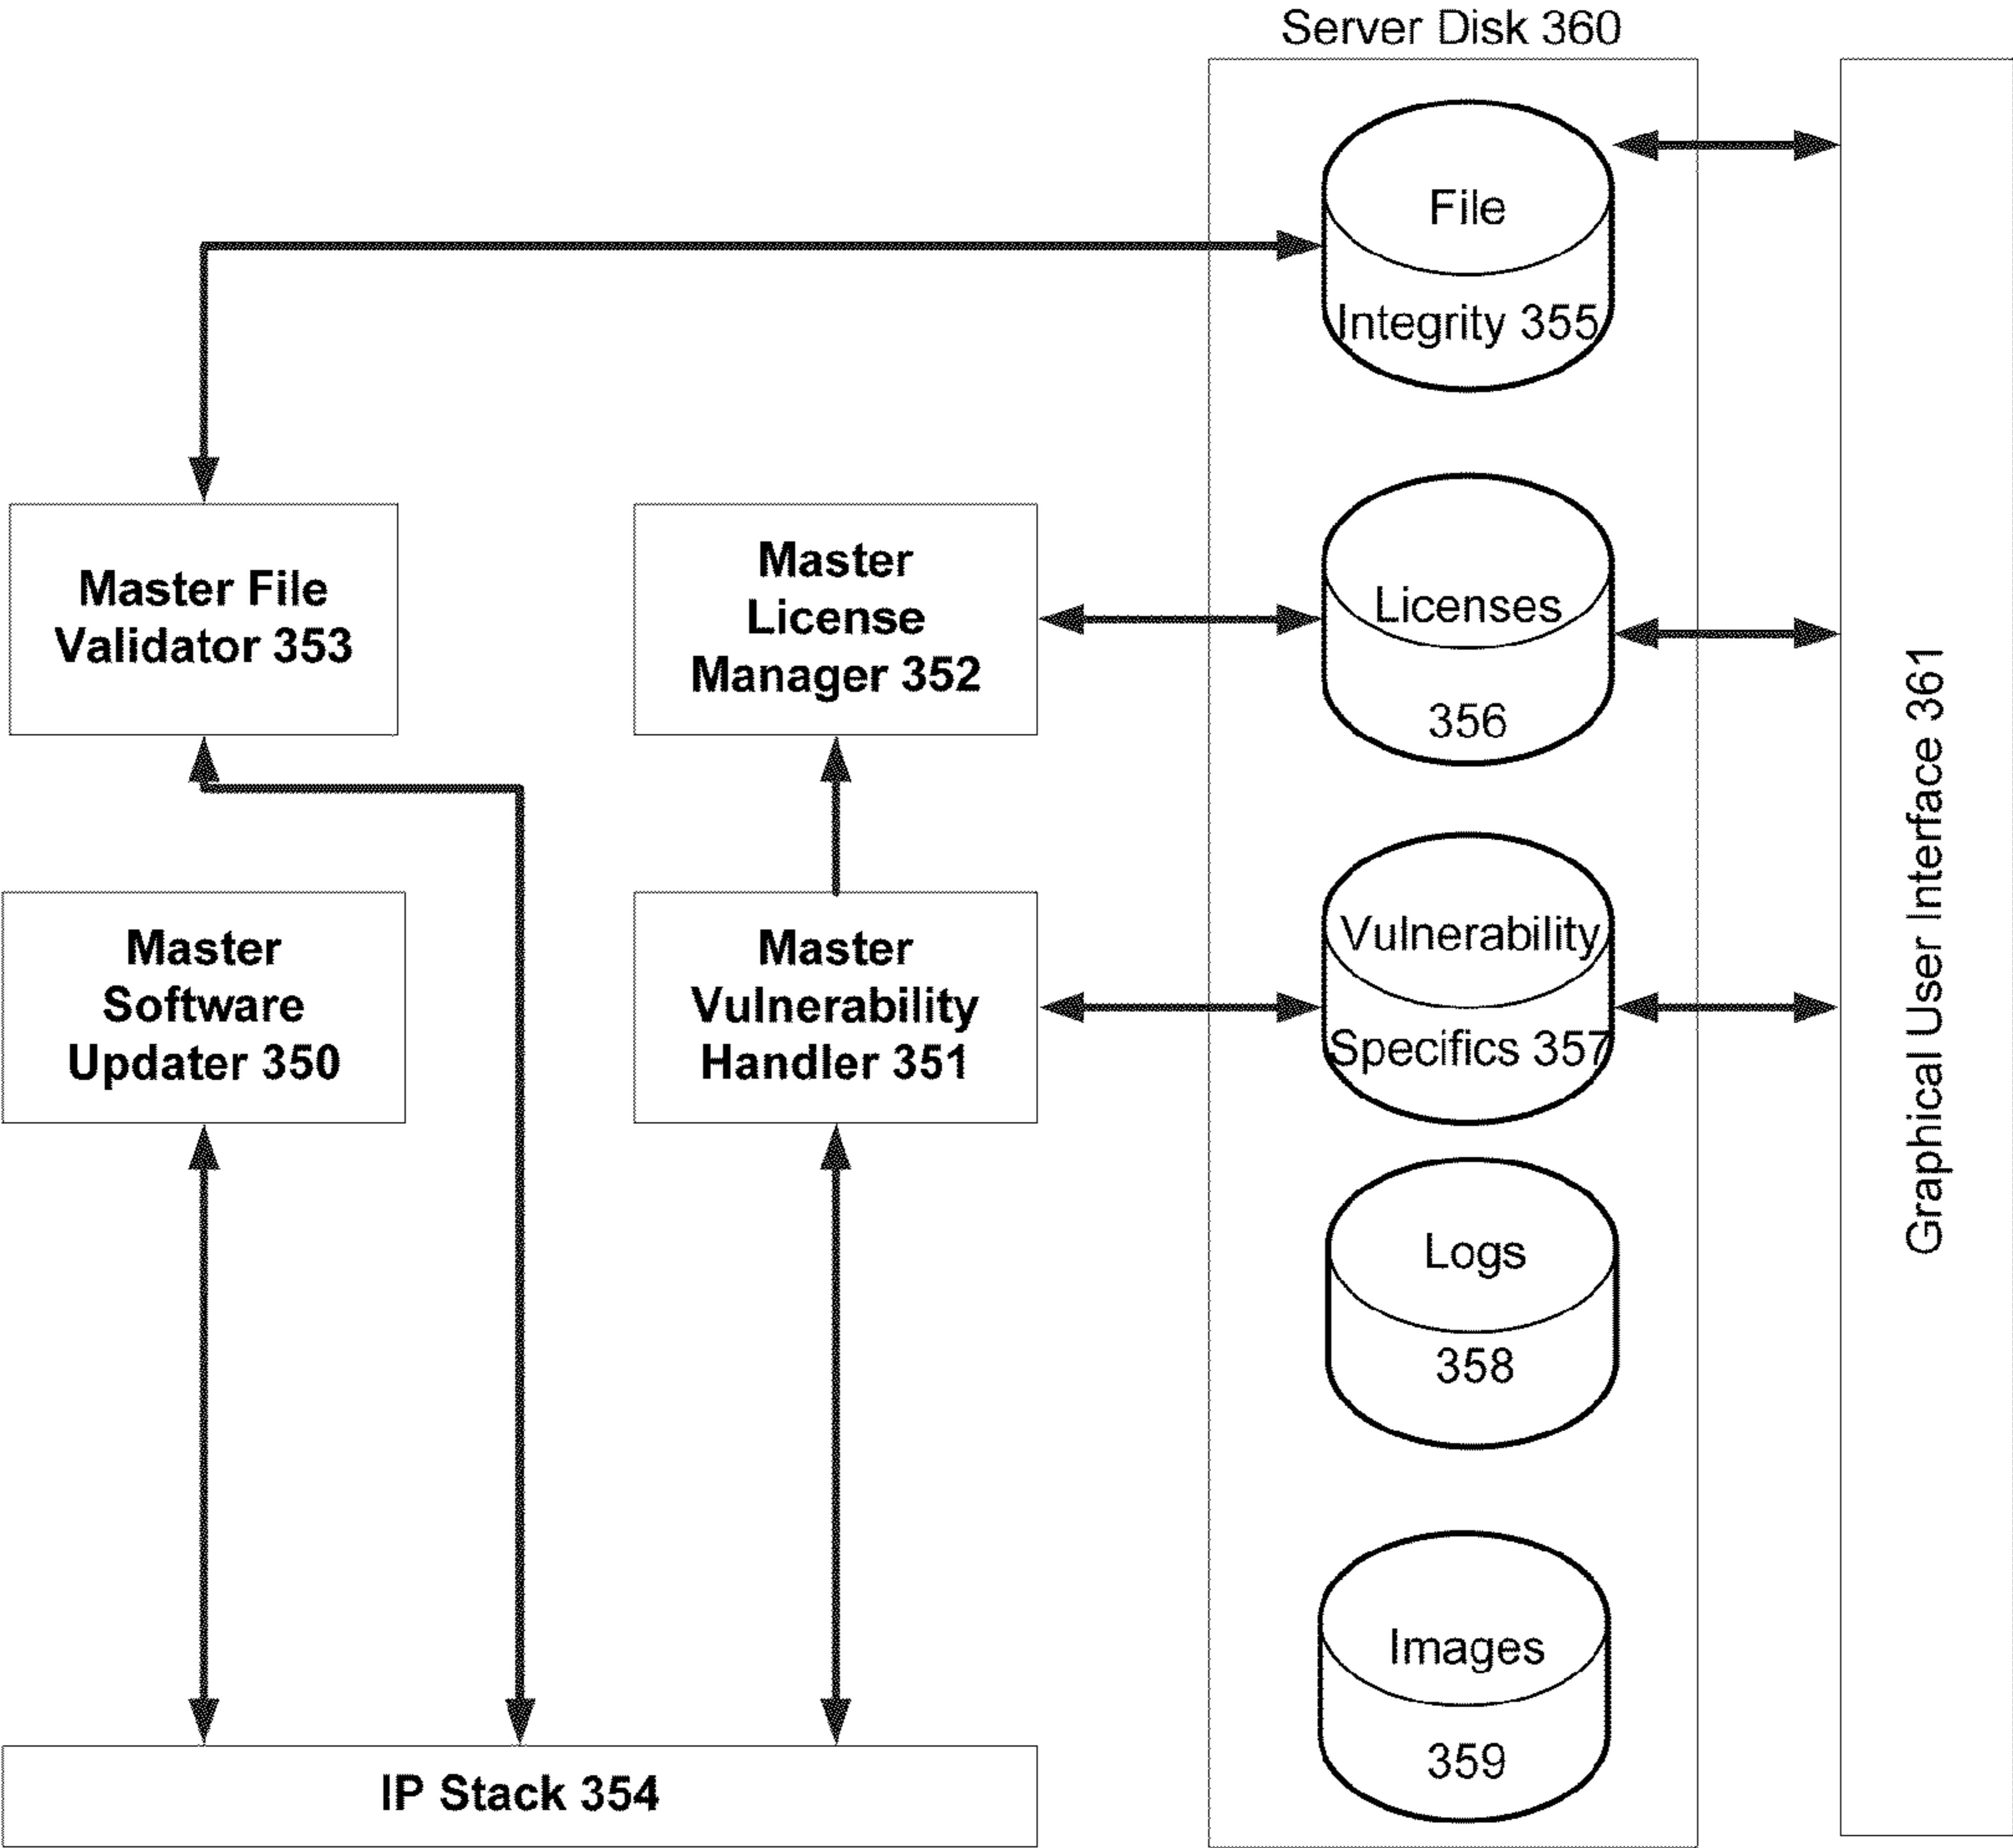 Server Disk 360
File
Integrity 355
Master File
Validator 353
Master
License
Manager 352
Licenses
356
Master
Software
Updater 350
Master
Vulnerability
Handler 351
Vulnerability
Specifics 357
Logs
358
Images
359
IP Stack 354
Graphical User Interface 361